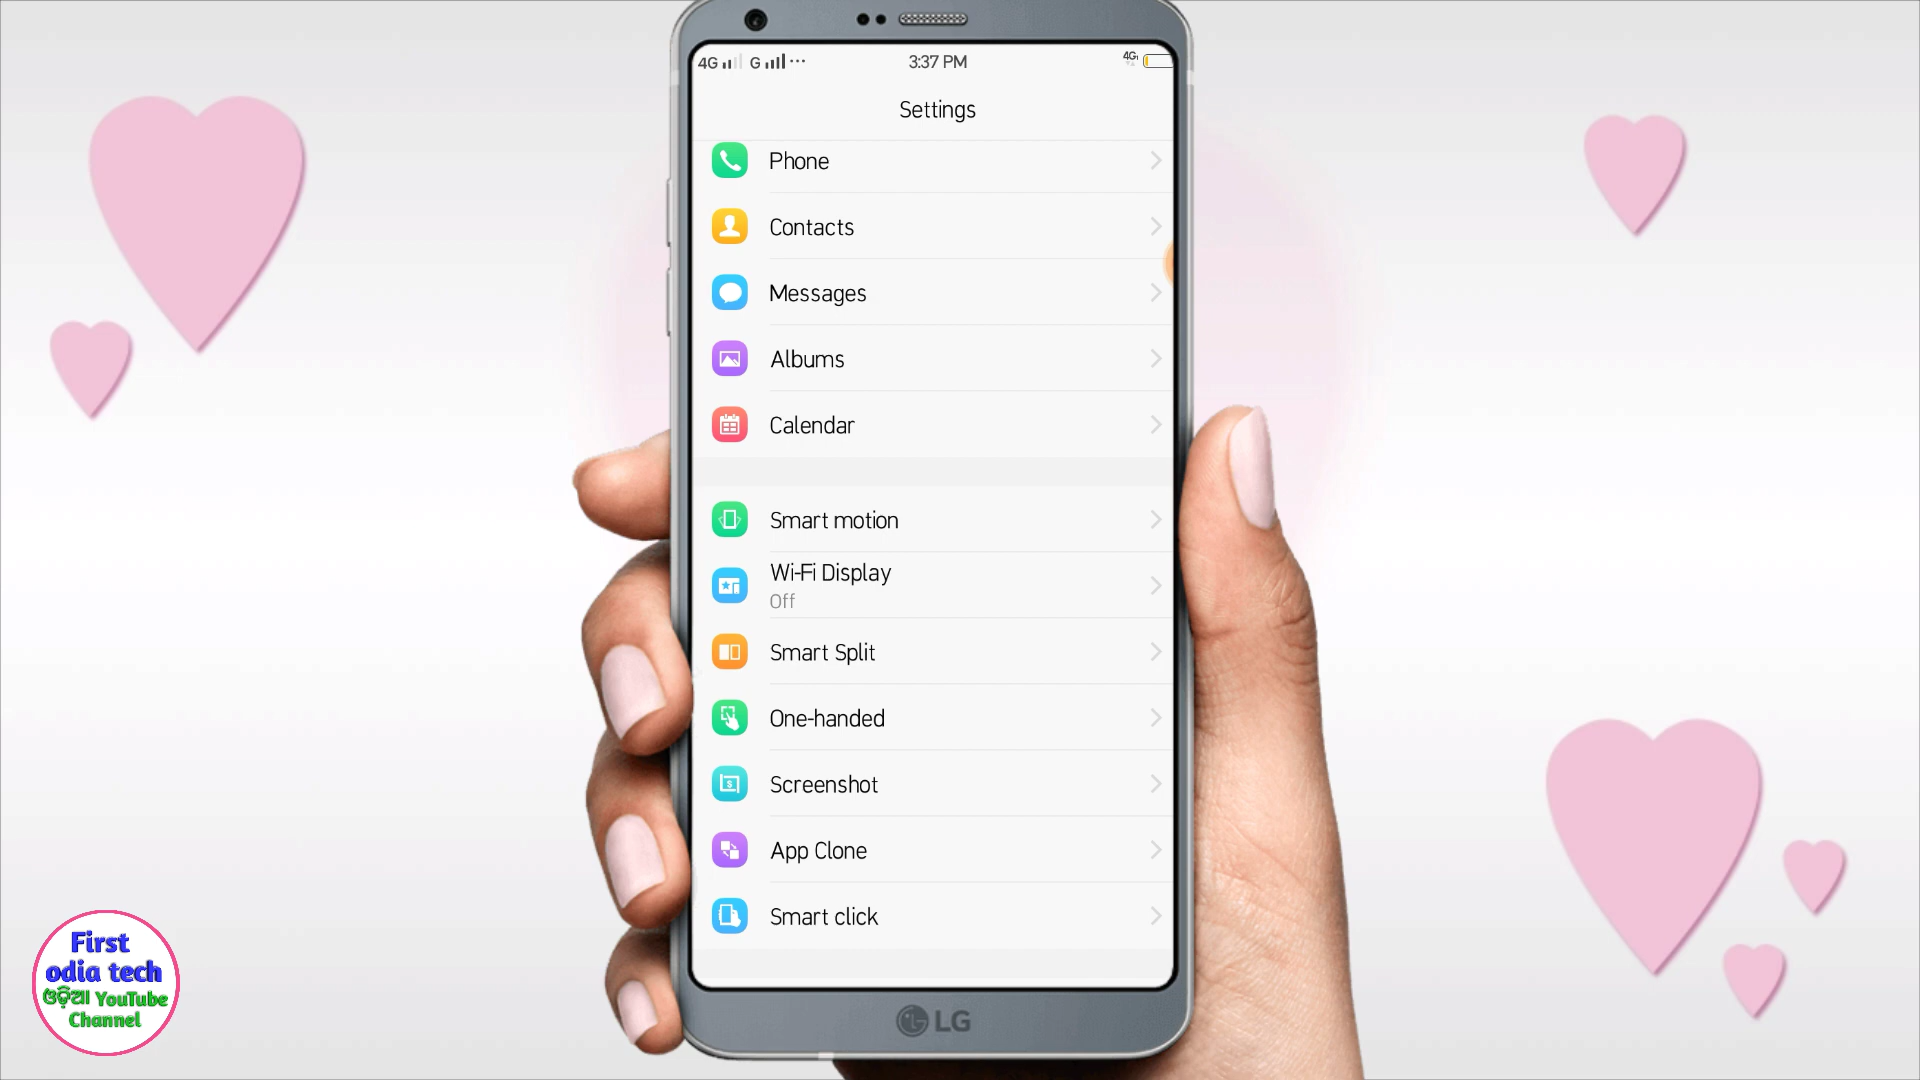 4G G ... 3:37 PM 4G
Settings
Phone
Contacts
Messages
Albums
Calendar
Smart motion
Wi-Fi Display
Off
Smart Split
One-handed
Screenshot
App Clone
Smart click
LG
First
odia tech
ଓଡ଼ିଆ YouTube
Channel